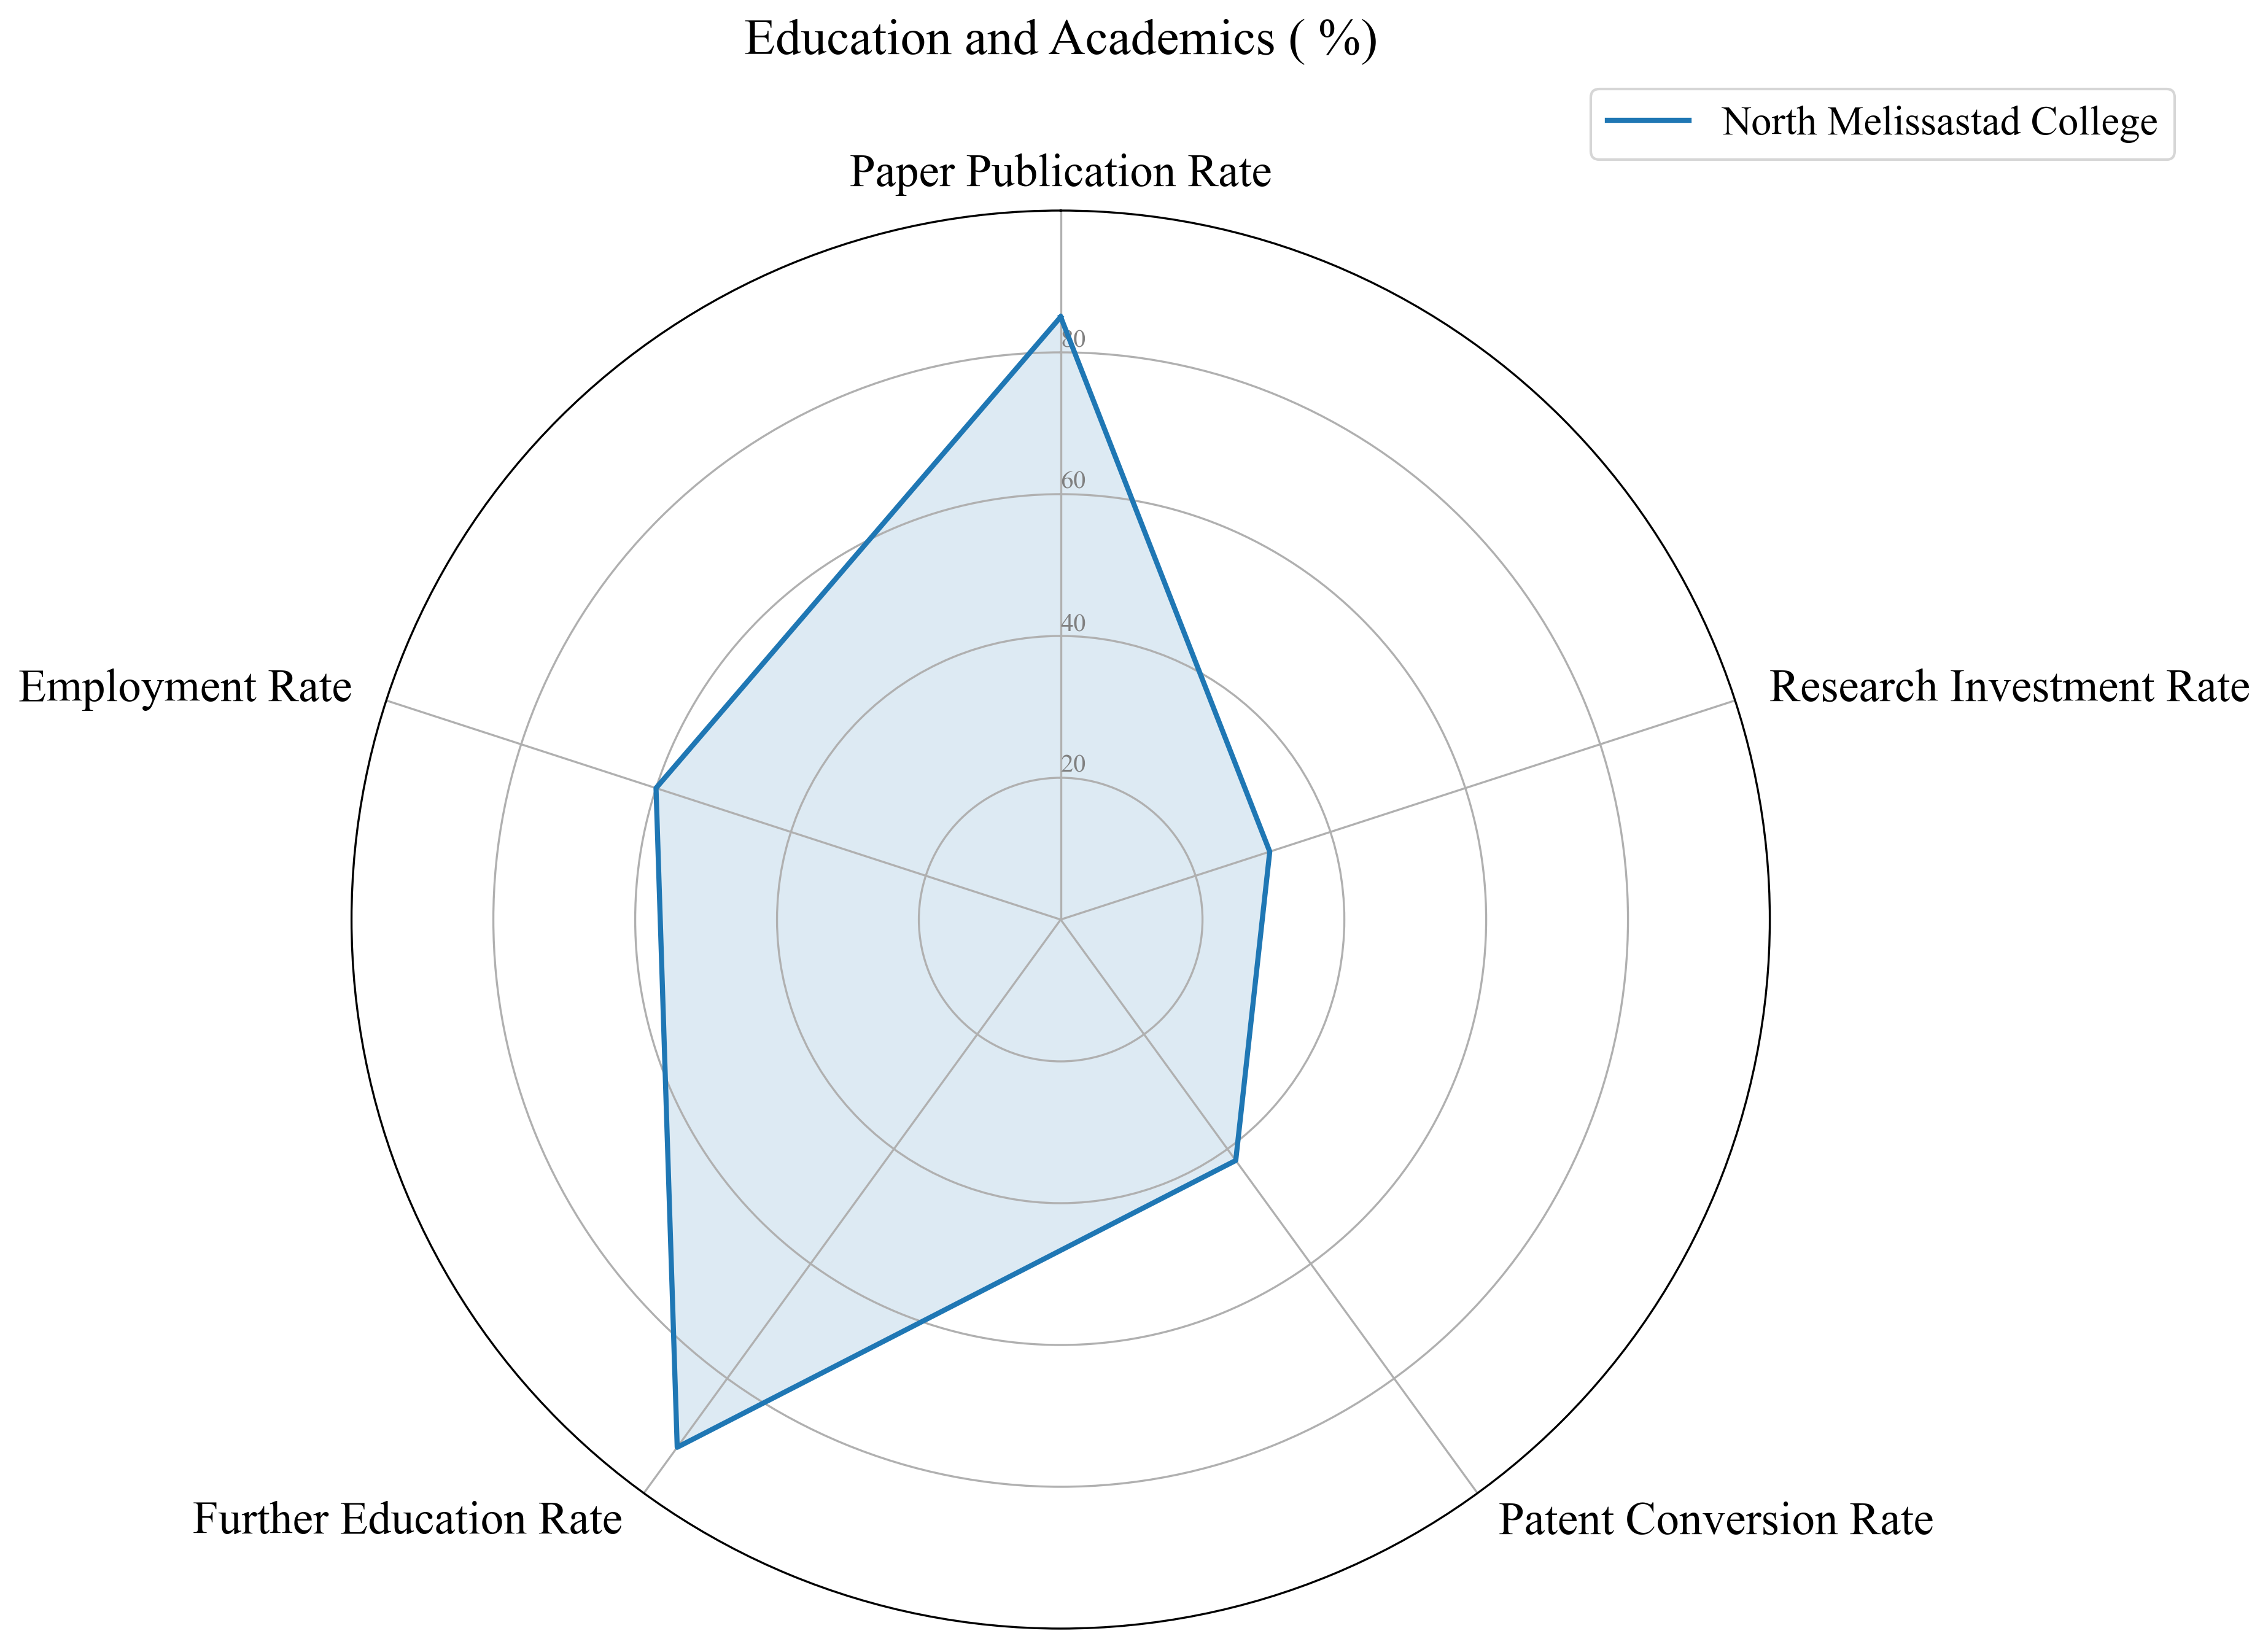 Education and Academics ( %)
North Melissastad College
Paper Publication Rate
80
60
40
20
Employment Rate
Research Investment Rate
Further Education Rate
Patent Conversion Rate